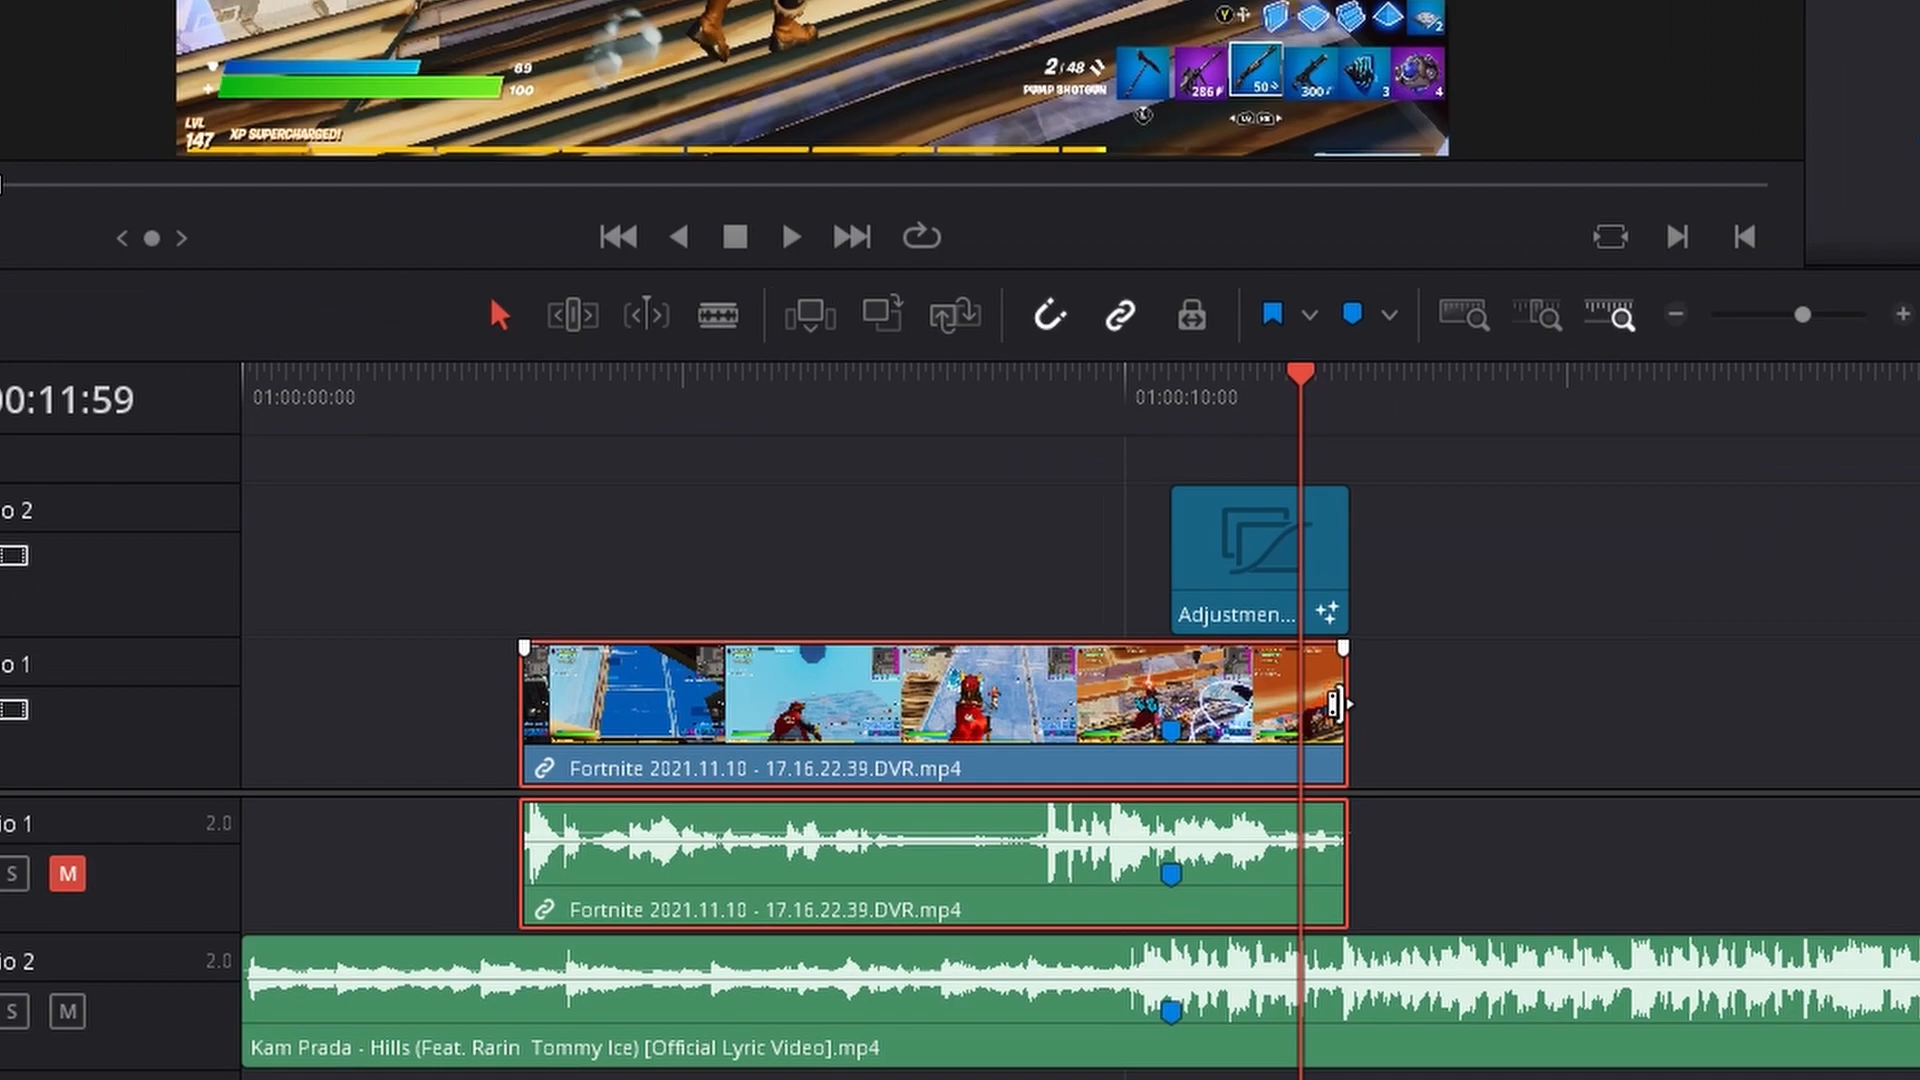 69
100
LVL
147 XP SUPERCHARGED!
2 / 48
PUMP SHOTGUN
Y
2
286
50
300
3
4
00:11:59
01:00:00:00
01:00:10:00
o 2
Adjustmen...
o 1
Fortnite 2021.11.10 - 17.16.22.39.DVR.mp4
io 1 2.0
S M
Fortnite 2021.11.10 - 17.16.22.39.DVR.mp4
io 2 2.0
S M
Kam Prada - Hills (Feat. Rarin Tommy Ice) [Official Lyric Video].mp4